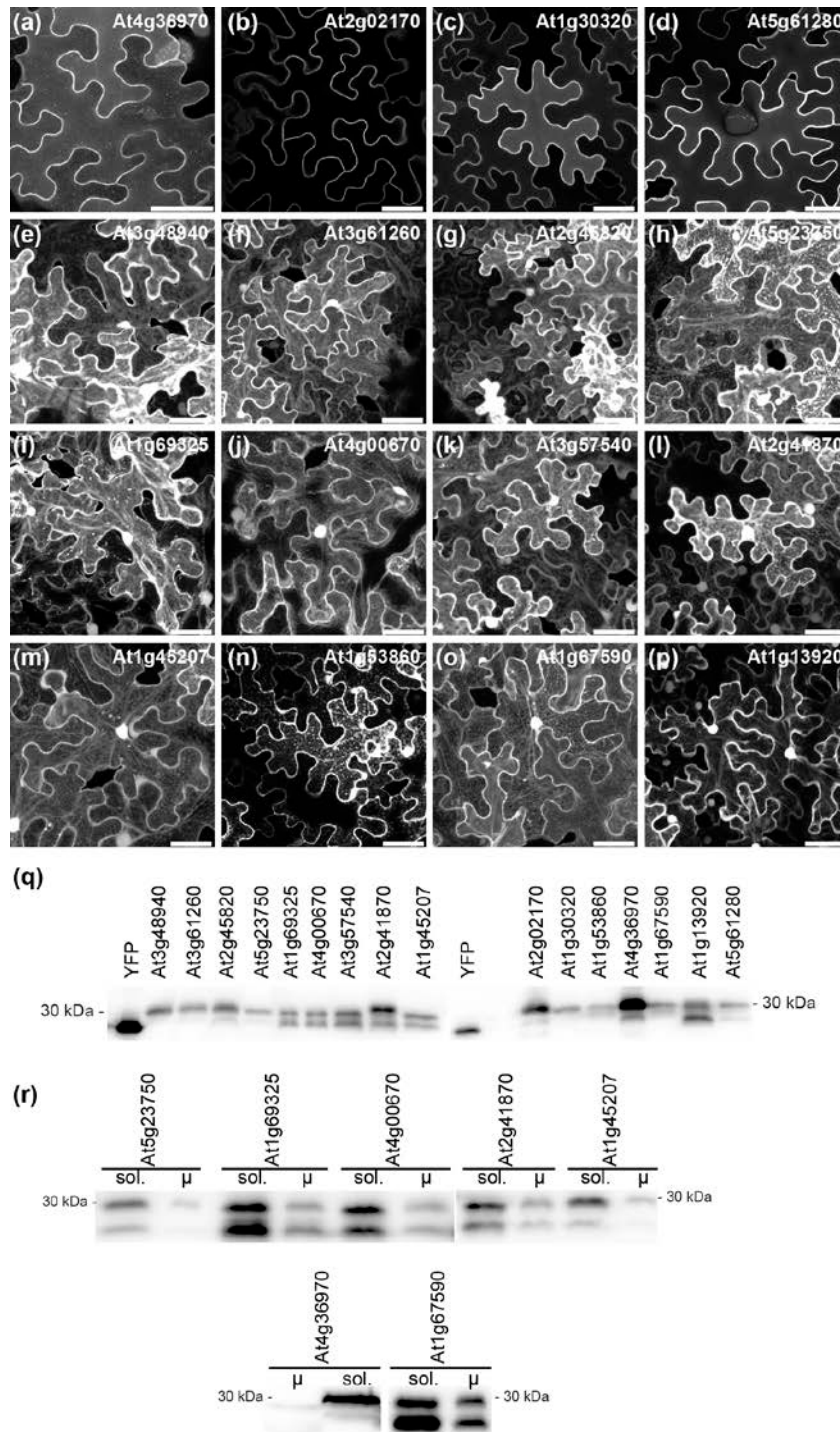 (a) At4g36970 (b) At2g02170 (c) At1g30320 (d) At5g61280
(e) At3g48940 (f) At3g61260 (g) At2g45820 (h) At5g23750
(i) At1g69325 (j) At4g00670 (k) At3g57540 (l) At2g41870
(m) At1g45207 (n) At1g53860 (o) At1g67590 (p) At1g13920
(q)
YFP At3g48940 At3g61260 At2g45820 At5g23750 At1g69325 At4g00670 At3g57540 At2g41870 At1g45207 YFP At2g02170 At1g30320 At1g53860 At4g36970 At1g67590 At1g13920 At5g61280
30 kDa - - 30 kDa
(r)
At5g23750 At1g69325 At4g00670 At2g41870 At1g45207
sol. µ sol. µ sol. µ sol. µ sol. µ
30 kDa - - 30 kDa
At4g36970 At1g67590
µ sol. sol. µ
30 kDa - - 30 kDa